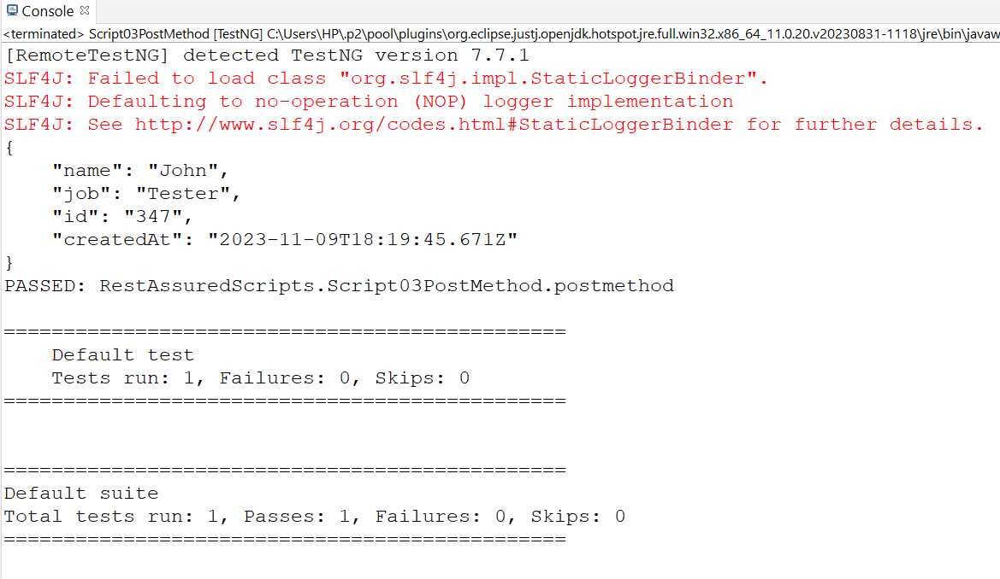 Console
<terminated> Script03PostMethod [TestNG] C:\Users\HP\.p2\pool\plugins\org.eclipse.justj.openjdk.hotspot.jre.full.win32.x86_64_11.0.20.v20230831-1118\jre\bin\javaw
[RemoteTestNG] detected TestNG version 7.7.1
SLF4J: Failed to load class "org.slf4j.impl.StaticLoggerBinder".
SLF4J: Defaulting to no-operation (NOP) logger implementation
SLF4J: See http://www.slf4j.org/codes.html#StaticLoggerBinder for further details.
{
    "name": "John",
    "job": "Tester",
    "id": "347",
    "createdAt": "2023-11-09T18:19:45.671Z"
}
PASSED: RestAssuredScripts.Script03PostMethod.postmethod
===============================================
    Default test
    Tests run: 1, Failures: 0, Skips: 0
===============================================
===============================================
Default suite
Total tests run: 1, Passes: 1, Failures: 0, Skips: 0
===============================================